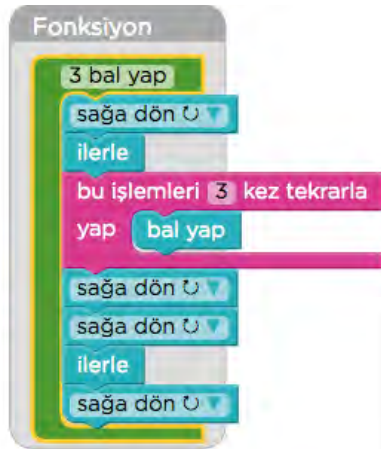 Fonksiyon
3 bal yap
sağa dön ↻
ilerle
bu işlemleri 3 kez tekrarla
yap bal yap
sağa dön ↻
sağa dön ↻
ilerle
sağa dön ↻